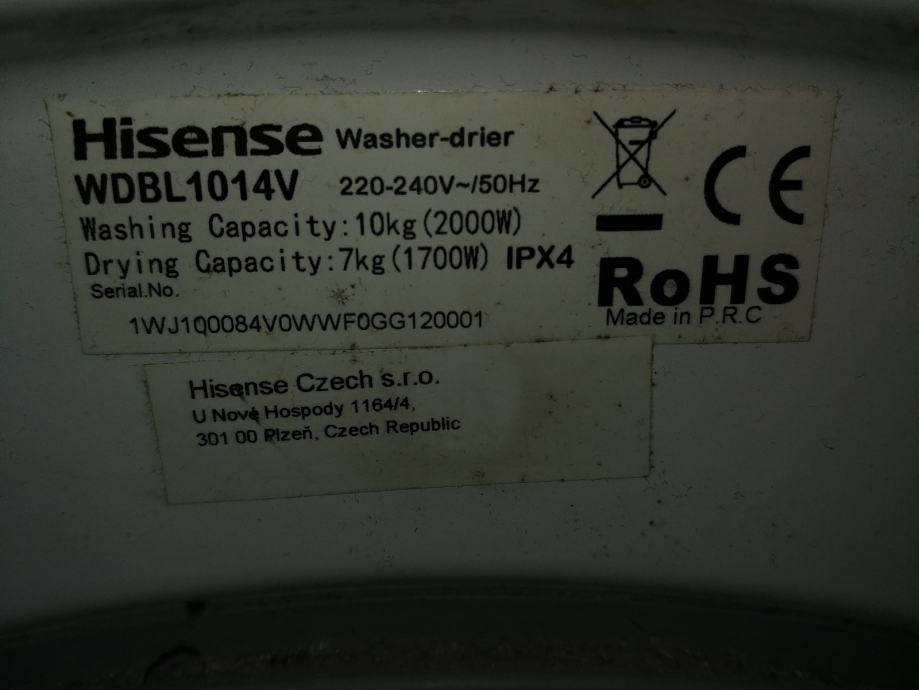 Hisense Washer-drier
WDBL1014V 220-240V~/50Hz
Washing Capacity:10kg(2000W)
Drying Capacity:7kg(1700W) IPX4
Serial.No.
1WJ100084V0WWF0GG120001
CE
RoHS
Made in P.R.C
Hisense Czech s.r.o.
U Nové Hospody 1164/4,
301 00 Plzeň, Czech Republic